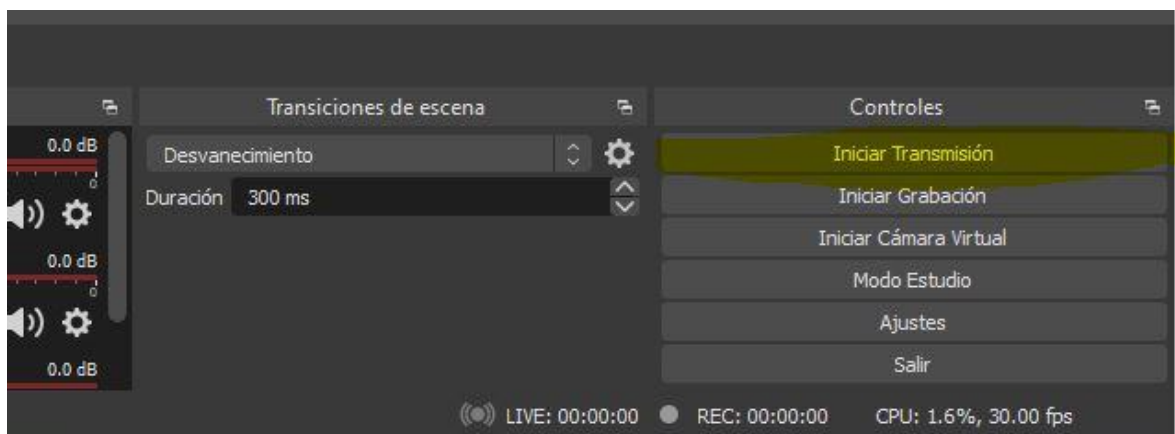 Transiciones de escena
Controles
0.0 dB
0
Desvanecimiento
Duración 300 ms
0.0 dB
0
0.0 dB
Iniciar Transmisión
Iniciar Grabación
Iniciar Cámara Virtual
Modo Estudio
Ajustes
Salir
LIVE: 00:00:00 REC: 00:00:00 CPU: 1.6%, 30.00 fps